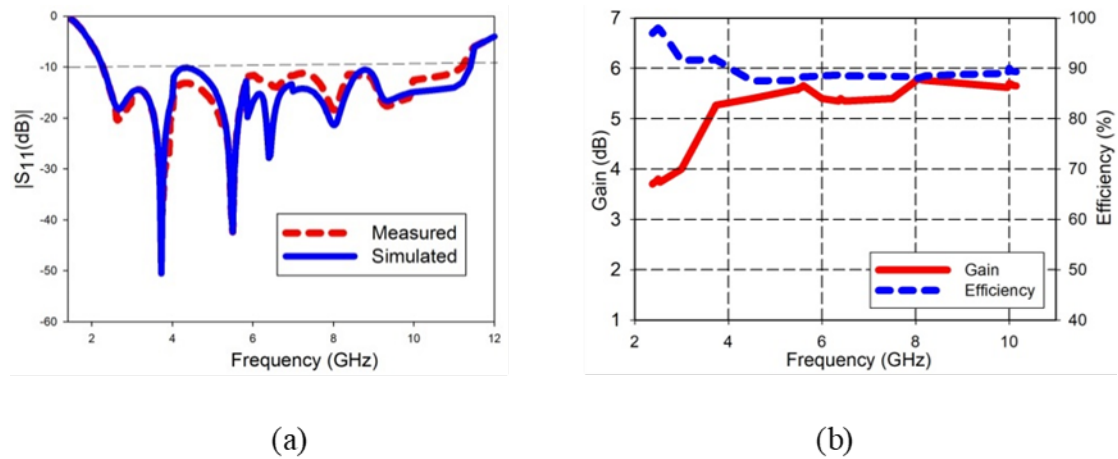 0
-10
-20
-30
-40
-50
-60
|S11(dB)|
2 4 6 8 10 12
Frequency (GHz)
Measured
Simulated
(a)
7
6
5
4
3
2
1
Gain (dB)
100
90
80
70
60
50
40
Efficiency (%)
2 4 6 8 10
Frequency (GHz)
Gain
Efficiency
(b)